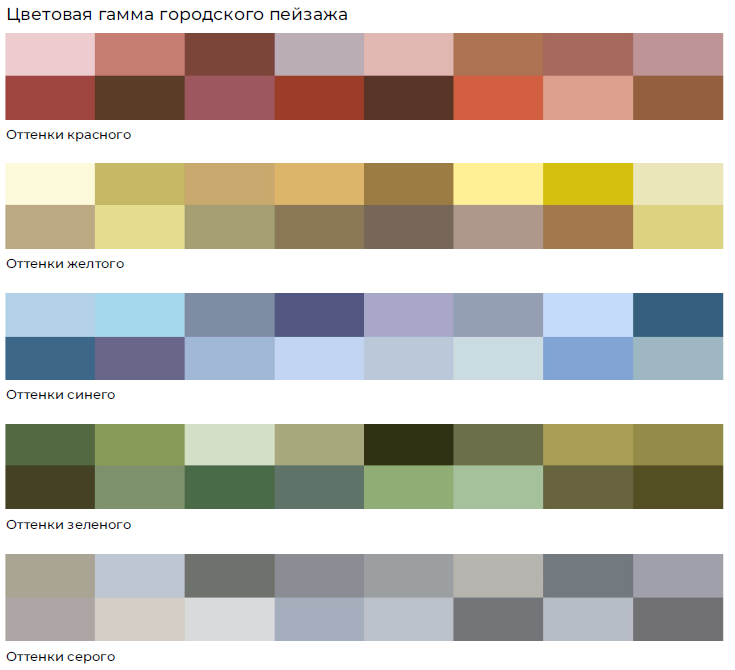 Цветовая гамма городского пейзажа
Оттенки красного
Оттенки желтого
Оттенки синего
Оттенки зеленого
Оттенки серого